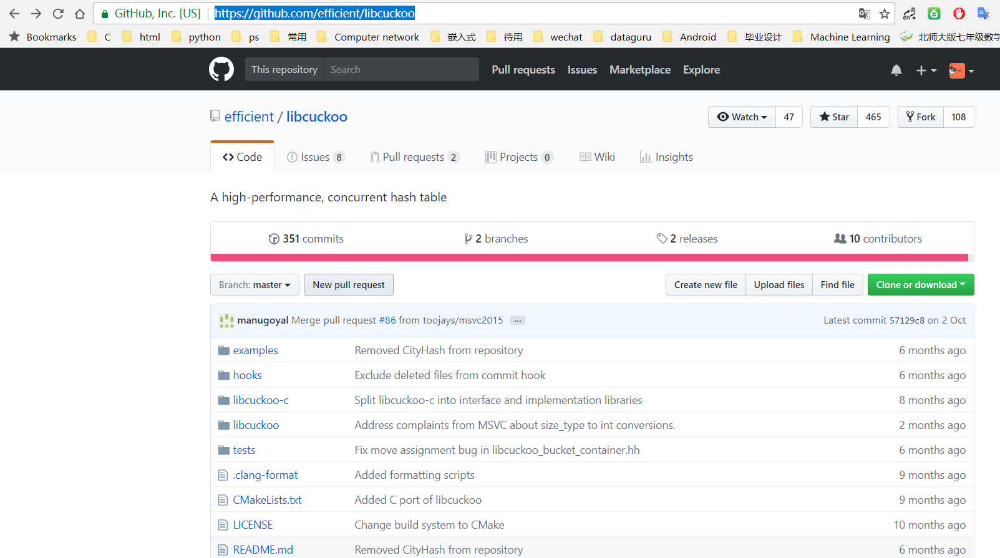 GitHub, Inc. [US] https://github.com/efficient/libcuckoo
Bookmarks C html python ps 常用 Computer network 嵌入式 待用 wechat dataguru Android 毕业设计 Machine Learning 北师大版七年级数学
This repository Search Pull requests Issues Marketplace Explore
efficient / libcuckoo Watch 47 Star 465 Fork 108
Code Issues 8 Pull requests 2 Projects 0 Wiki Insights
A high-performance, concurrent hash table
351 commits 2 branches 2 releases 10 contributors
Branch: master New pull request Create new file Upload files Find file Clone or download
manugoyal Merge pull request #86 from toojays/msvc2015 ... Latest commit 57129c8 on 2 Oct
examples Removed CityHash from repository 6 months ago
hooks Exclude deleted files from commit hook 6 months ago
libcuckoo-c Split libcuckoo-c into interface and implementation libraries 8 months ago
libcuckoo Address complaints from MSVC about size_type to int conversions. 2 months ago
tests Fix move assignment bug in libcuckoo_bucket_container.hh 6 months ago
.clang-format Added formatting scripts 9 months ago
CMakeLists.txt Added C port of libcuckoo 9 months ago
LICENSE Change build system to CMake 10 months ago
README.md Removed CityHash from repository 6 months ago